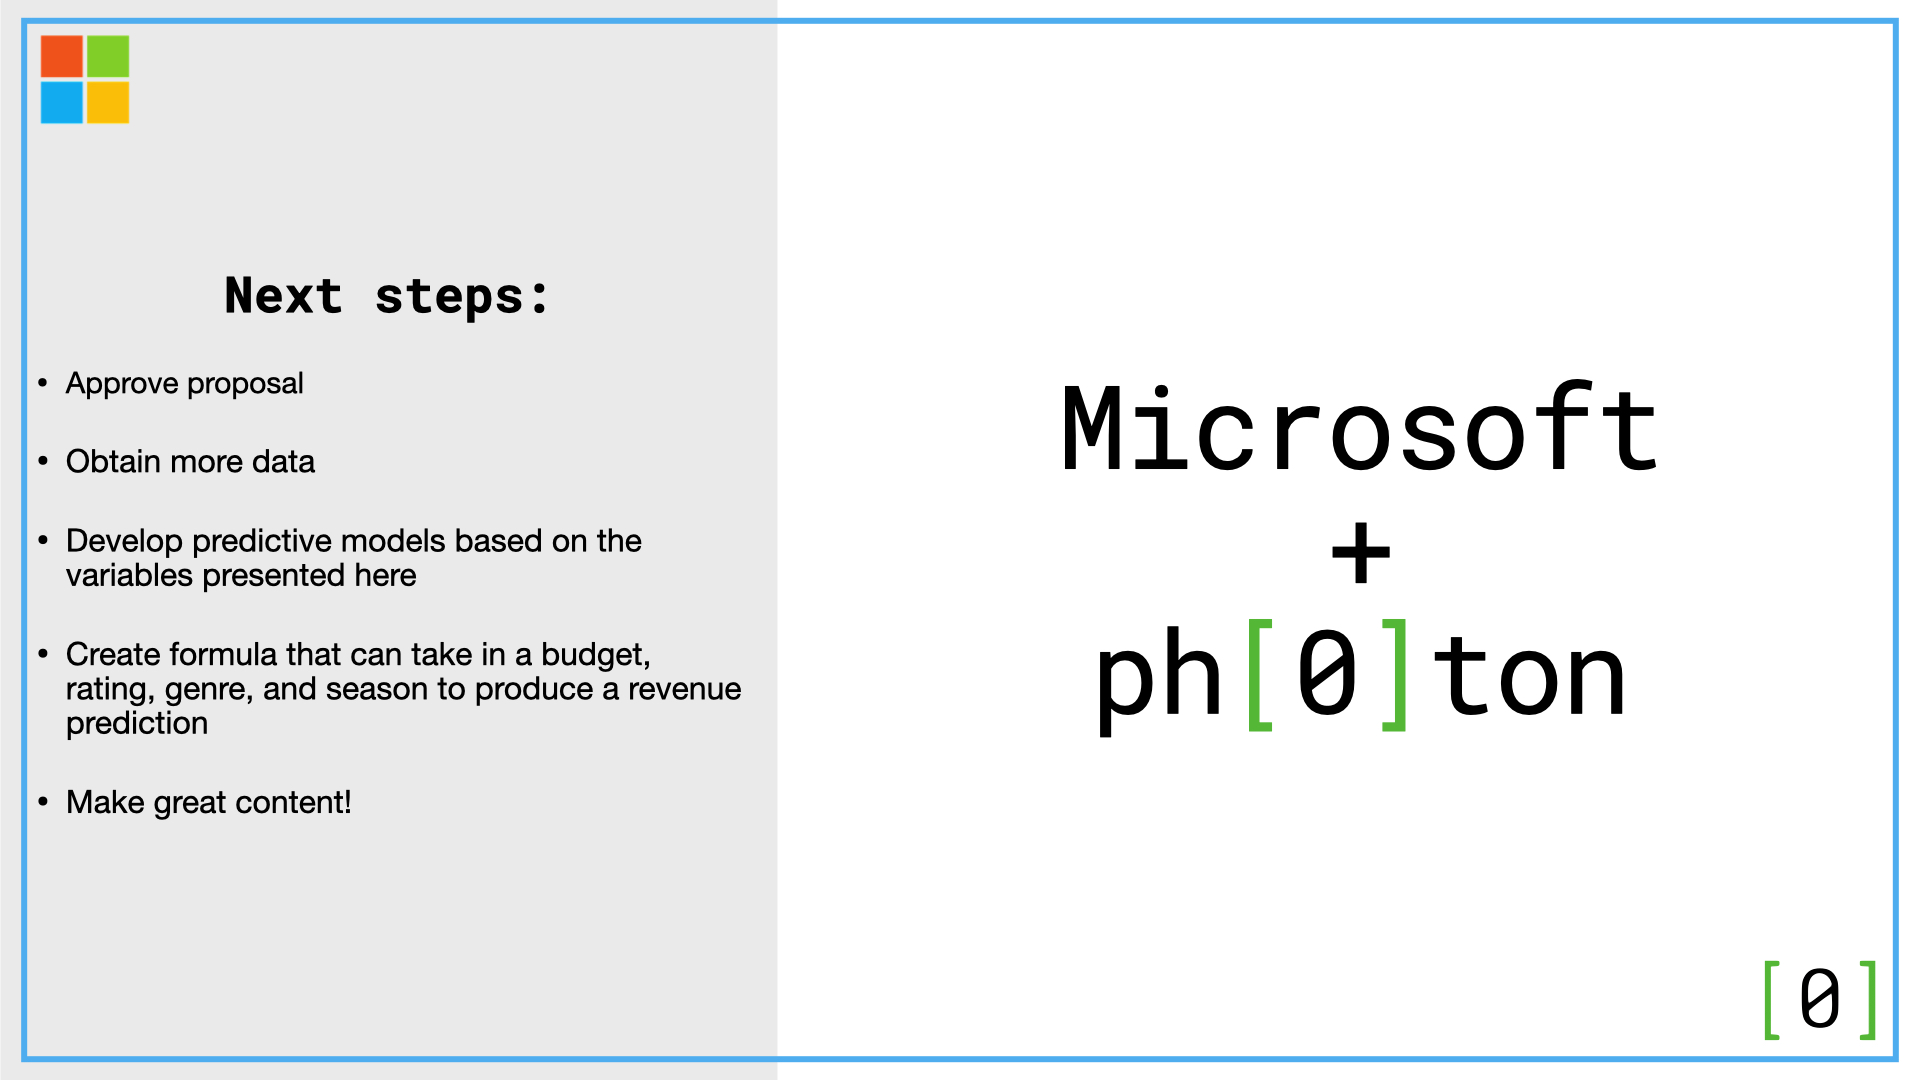 Next steps:
• Approve proposal
• Obtain more data
• Develop predictive models based on the
variables presented here
• Create formula that can take in a budget,
rating, genre, and season to produce a revenue
prediction
• Make great content!
Microsoft
+
ph[0]ton
[0]